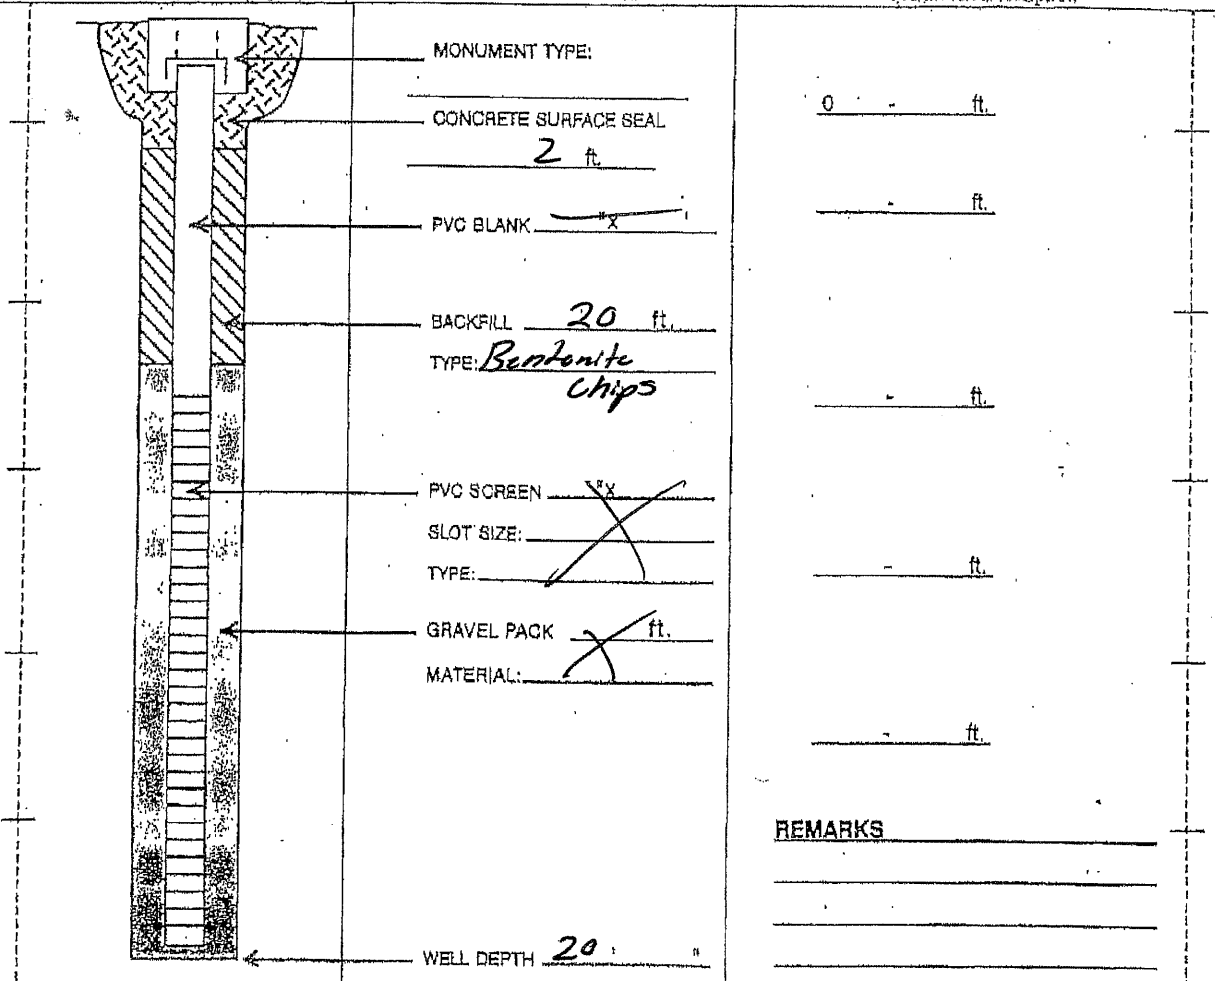 MONUMENT TYPE:
CONCRETE SURFACE SEAL
2 ft.
PVC BLANK "x '
BACKFILL 20 ft.
TYPE: Bentonite
Chips
PVC SCREEN "x
SLOT SIZE:
TYPE:
GRAVEL PACK ft.
MATERIAL:
WELL DEPTH 20 ' "
0 - ft.
- ft.
- ft.
- ft.
- ft.
REMARKS